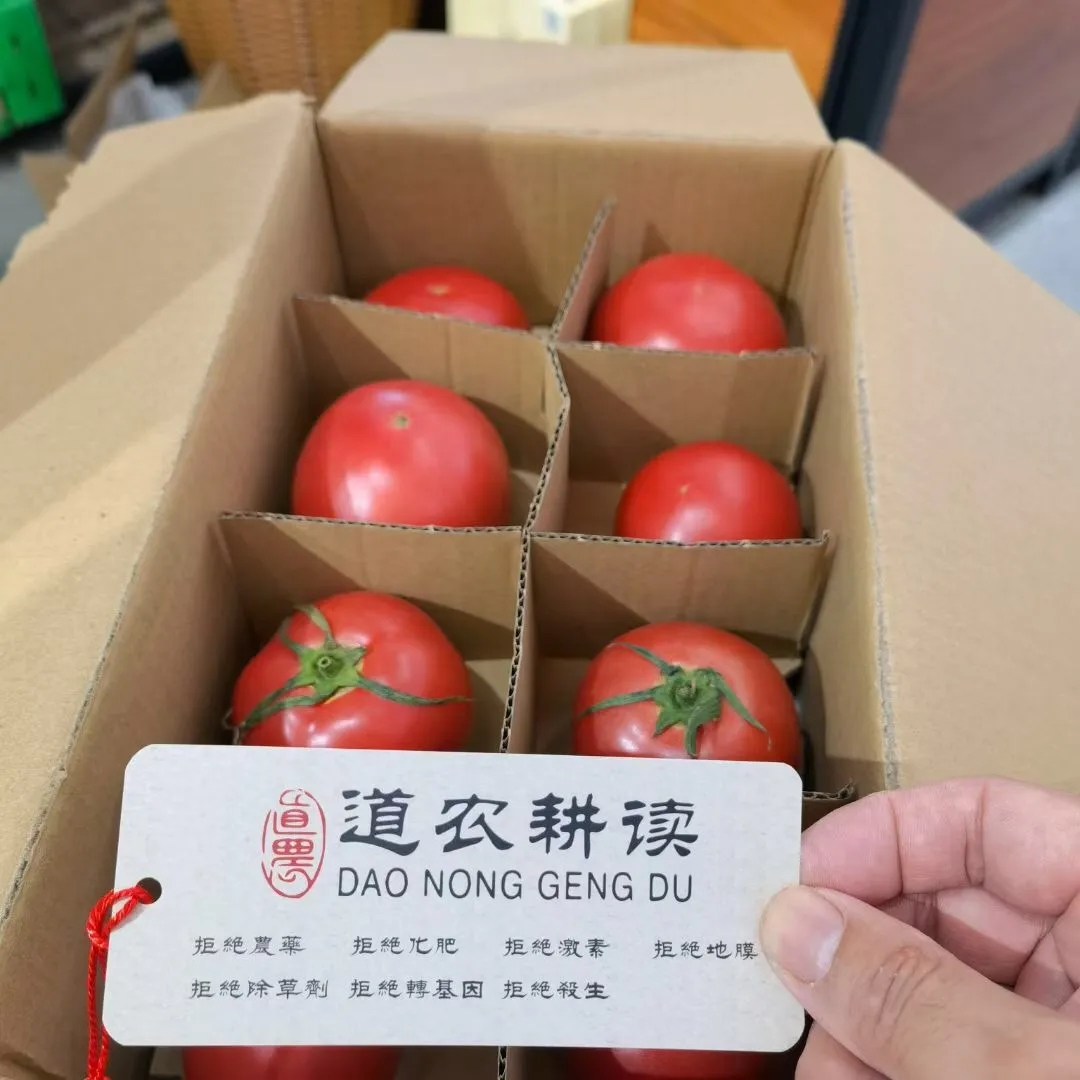 道农耕读
DAO NONG GENG DU
拒絕農藥 拒絕化肥 拒絕激素 拒絕地膜
拒絕除草劑 拒絕轉基因 拒絕殺生